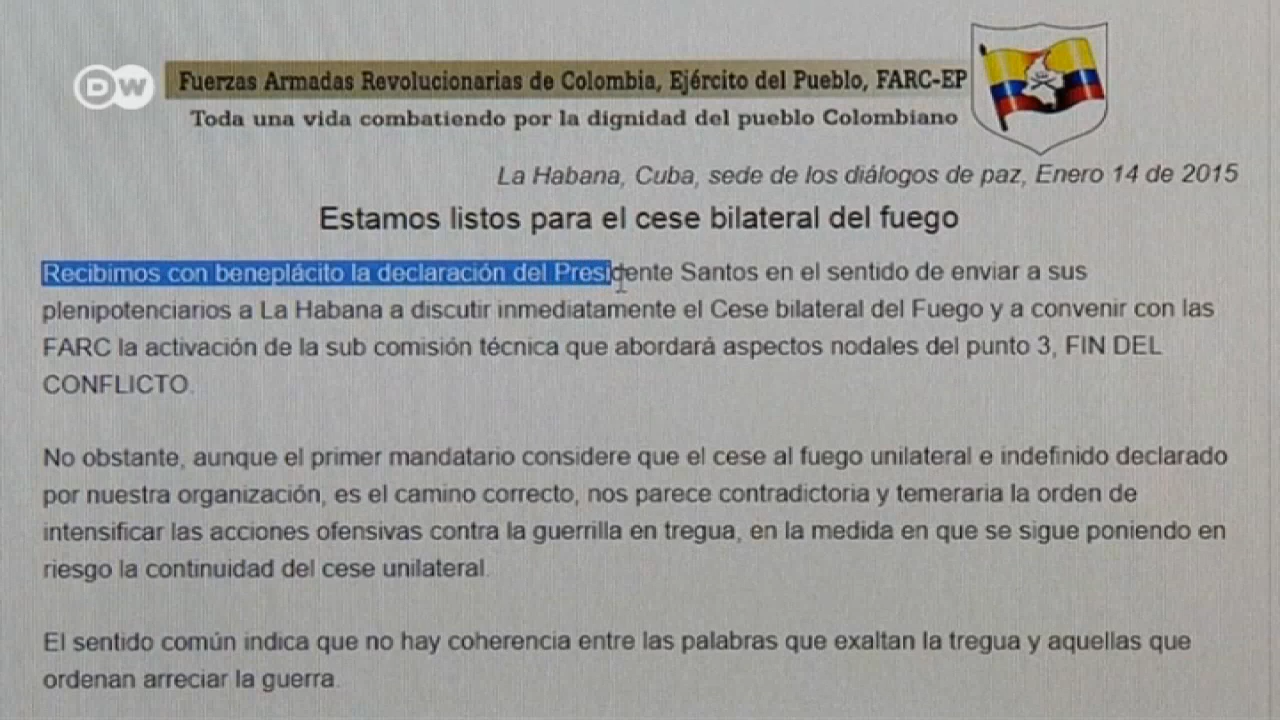 DW
Fuerzas Armadas Revolucionarias de Colombia, Ejército del Pueblo, FARC-EP
Toda una vida combatiendo por la dignidad del pueblo Colombiano
La Habana, Cuba, sede de los diálogos de paz, Enero 14 de 2015
Estamos listos para el cese bilateral del fuego
Recibimos con beneplácito la declaración del Presidente Santos en el sentido de enviar a sus
plenipotenciarios a La Habana a discutir inmediatamente el Cese bilateral del Fuego y a convenir con las
FARC la activación de la sub comisión técnica que abordará aspectos nodales del punto 3, FIN DEL
CONFLICTO.
No obstante, aunque el primer mandatario considere que el cese al fuego unilateral e indefinido declarado
por nuestra organización, es el camino correcto, nos parece contradictoria y temeraria la orden de
intensificar las acciones ofensivas contra la guerrilla en tregua, en la medida en que se sigue poniendo en
riesgo la continuidad del cese unilateral.
El sentido común indica que no hay coherencia entre las palabras que exaltan la tregua y aquellas que
ordenan arreciar la guerra.